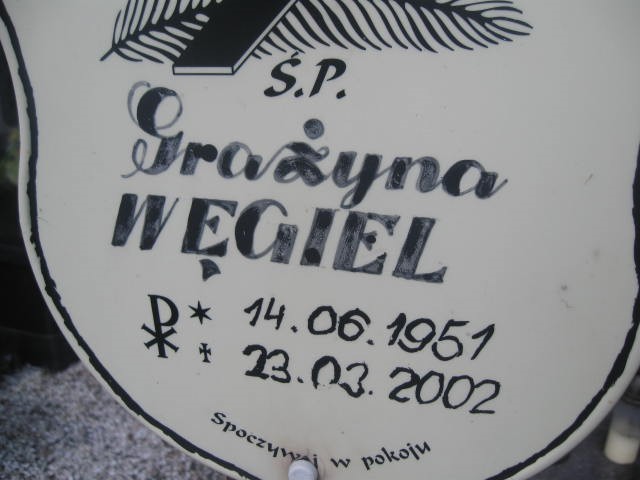 Ś.P.
Grażyna
WĘGIEL
* 14.06.1951
✝ 23.03.2002
Spoczywaj w pokoju